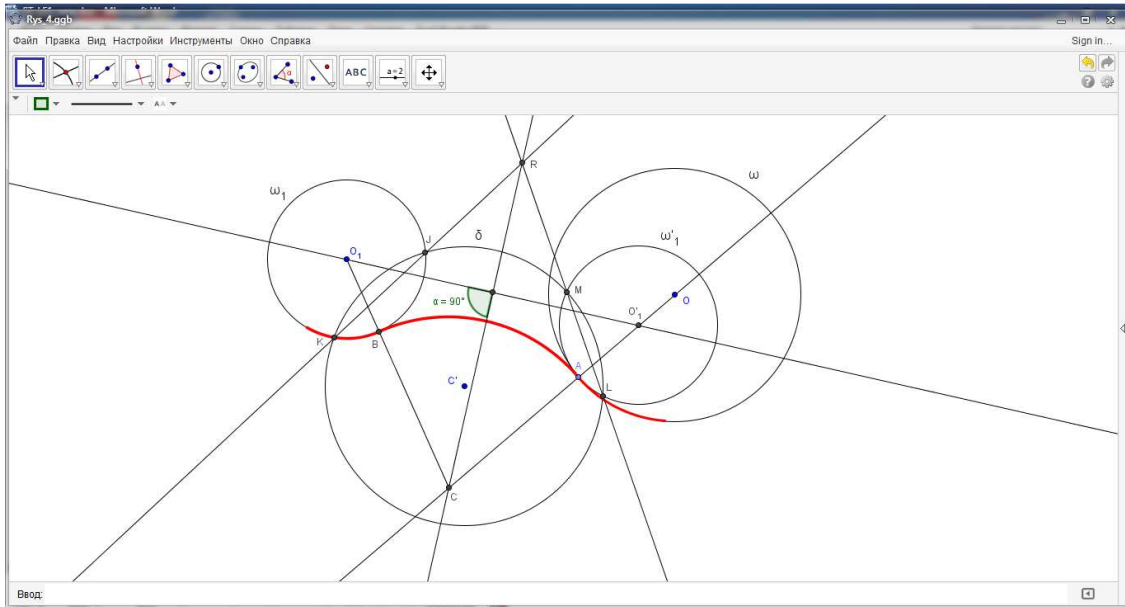 Rys_4.ggb
Файл Правка Вид Настройки Инструменты Окно Справка
Sign in...
ABC
a=2
α
AA
R
ω
ω1
ω'1
J
δ
O1
M
O
α = 90°
O'1
K
B
A
C'
L
C
Ввод: